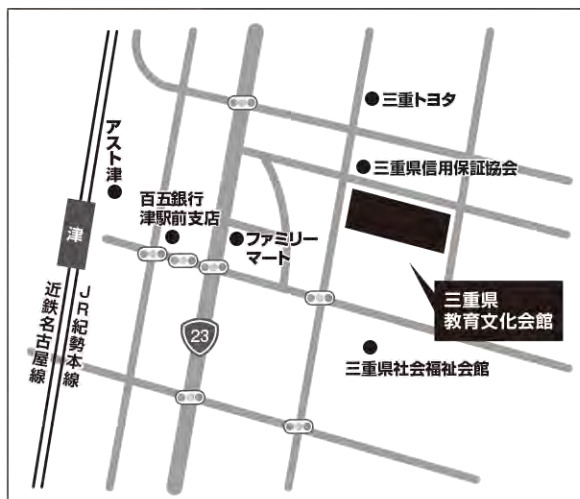 三重トヨタ
アスト津
三重県信用保証協会
百五銀行
津駅前支店
ファミリー
マート
津
三重県
教育文化会館
JR紀勢本線
近鉄名古屋線
23
三重県社会福祉会館